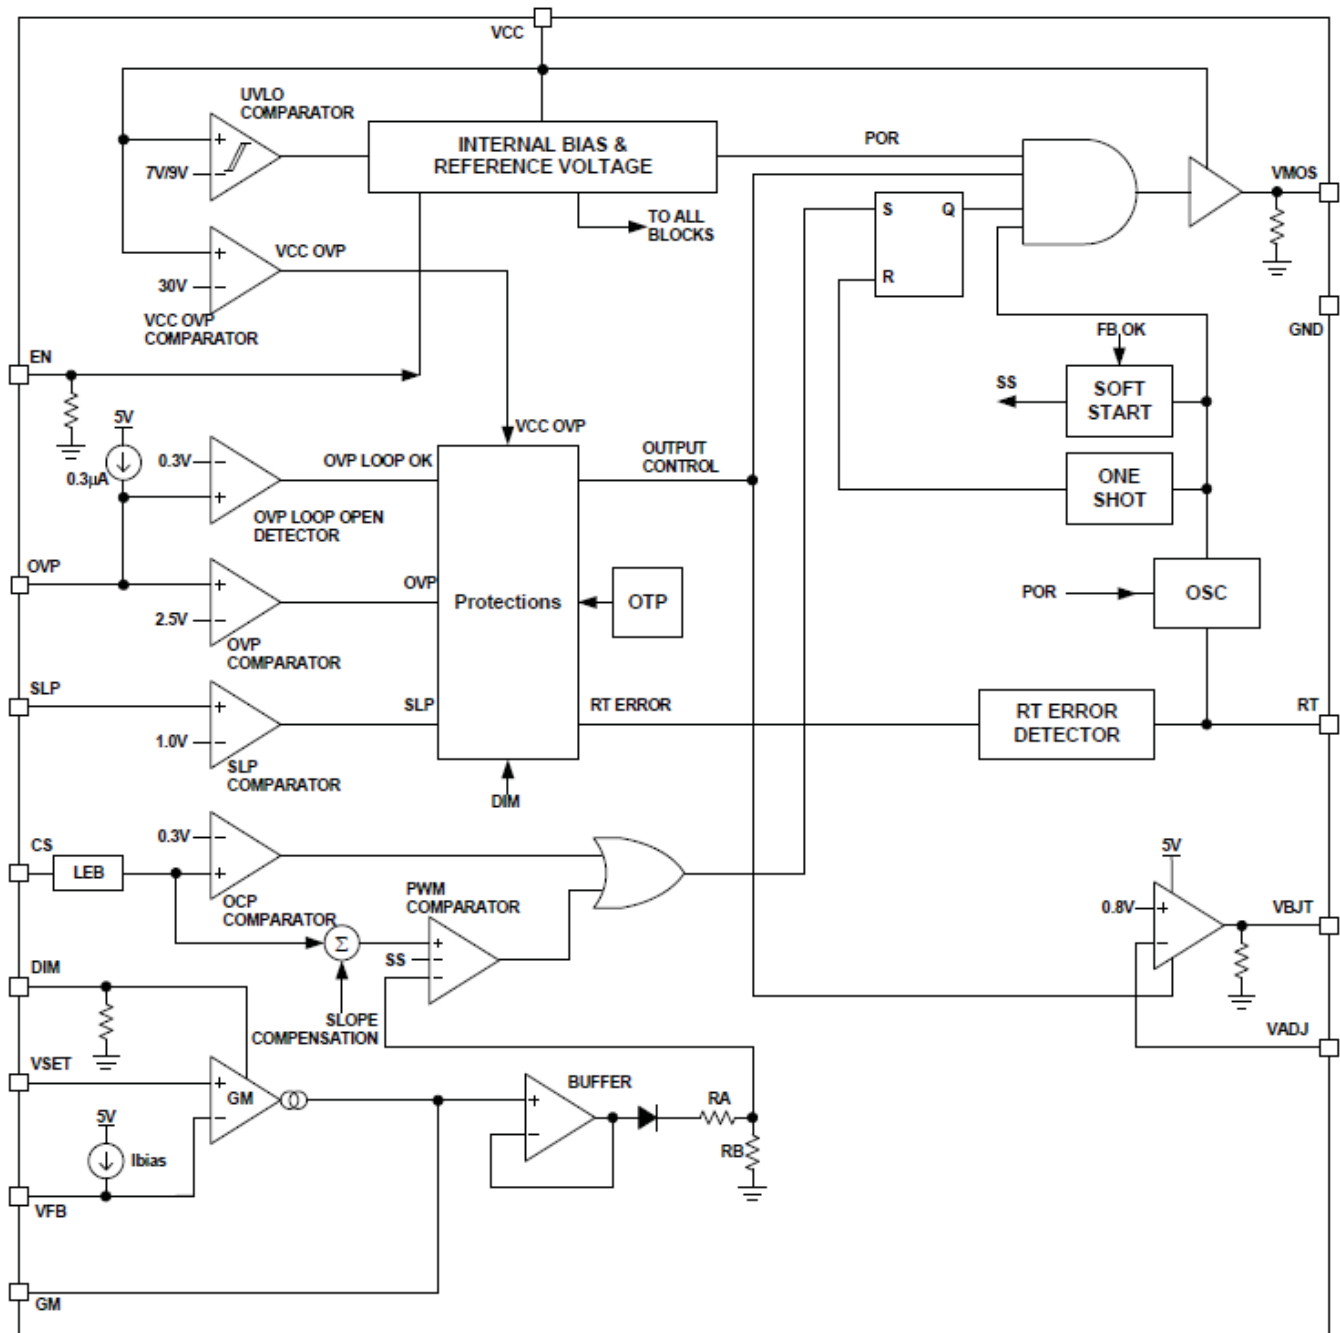 VCC
UVLO
COMPARATOR
+
7V/9V
−
INTERNAL BIAS &
REFERENCE VOLTAGE
POR
VMOS
TO ALL
BLOCKS
S Q
R
+
VCC OVP
30V
−
VCC OVP
COMPARATOR
GND
FB OK
EN
SS
SOFT
START
5V
0.3µA
VCC OVP
0.3V
−
+
OVP LOOP OK
OUTPUT
CONTROL
ONE
SHOT
OVP LOOP OPEN
DETECTOR
OVP
+
2.5V
−
OVP
Protections
OTP
POR
OSC
OVP
COMPARATOR
SLP
+
1.0V
−
SLP
RT ERROR
RT ERROR
DETECTOR
RT
SLP
COMPARATOR
DIM
CS
LEB
0.3V
−
+
OCP
COMPARATOR
PWM
COMPARATOR
5V
0.8V
+
−
VBJT
Σ
+
SS
−
−
DIM
SLOPE
COMPENSATION
VADJ
VSET
+
GM
−
BUFFER
+
−
RA
RB
5V
Ibias
VFB
GM